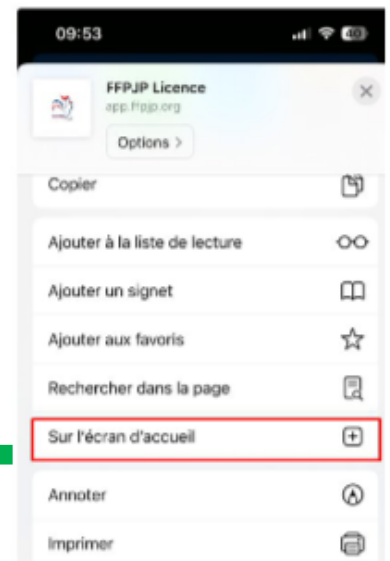 09:53
40
FFPJP Licence
app.ffpjp.org
Options >
Copier
Ajouter à la liste de lecture
Ajouter un signet
Ajouter aux favoris
Rechercher dans la page
Sur l'écran d'accueil
Annoter
Imprimer